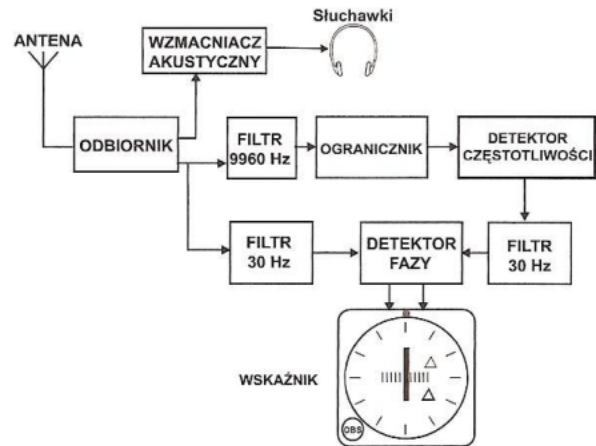 Słuchawki
ANTENA
WZMACNIACZ
AKUSTYCZNY
ODBIORNIK
FILTR
9960 Hz
OGRANICZNIK
DETEKTOR
CZĘSTOTLIWOŚCI
FILTR
30 Hz
DETEKTOR
FAZY
FILTR
30 Hz
WSKAŹNIK
OBS